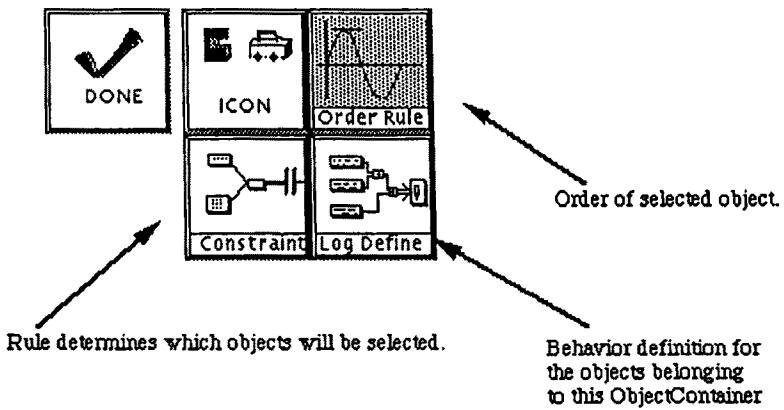 DONE
ICON
Order Rule
Constraint
Log Define
Order of selected object.
Rule determines which objects will be selected.
Behavior definition for
the objects belonging
to this ObjectContainer